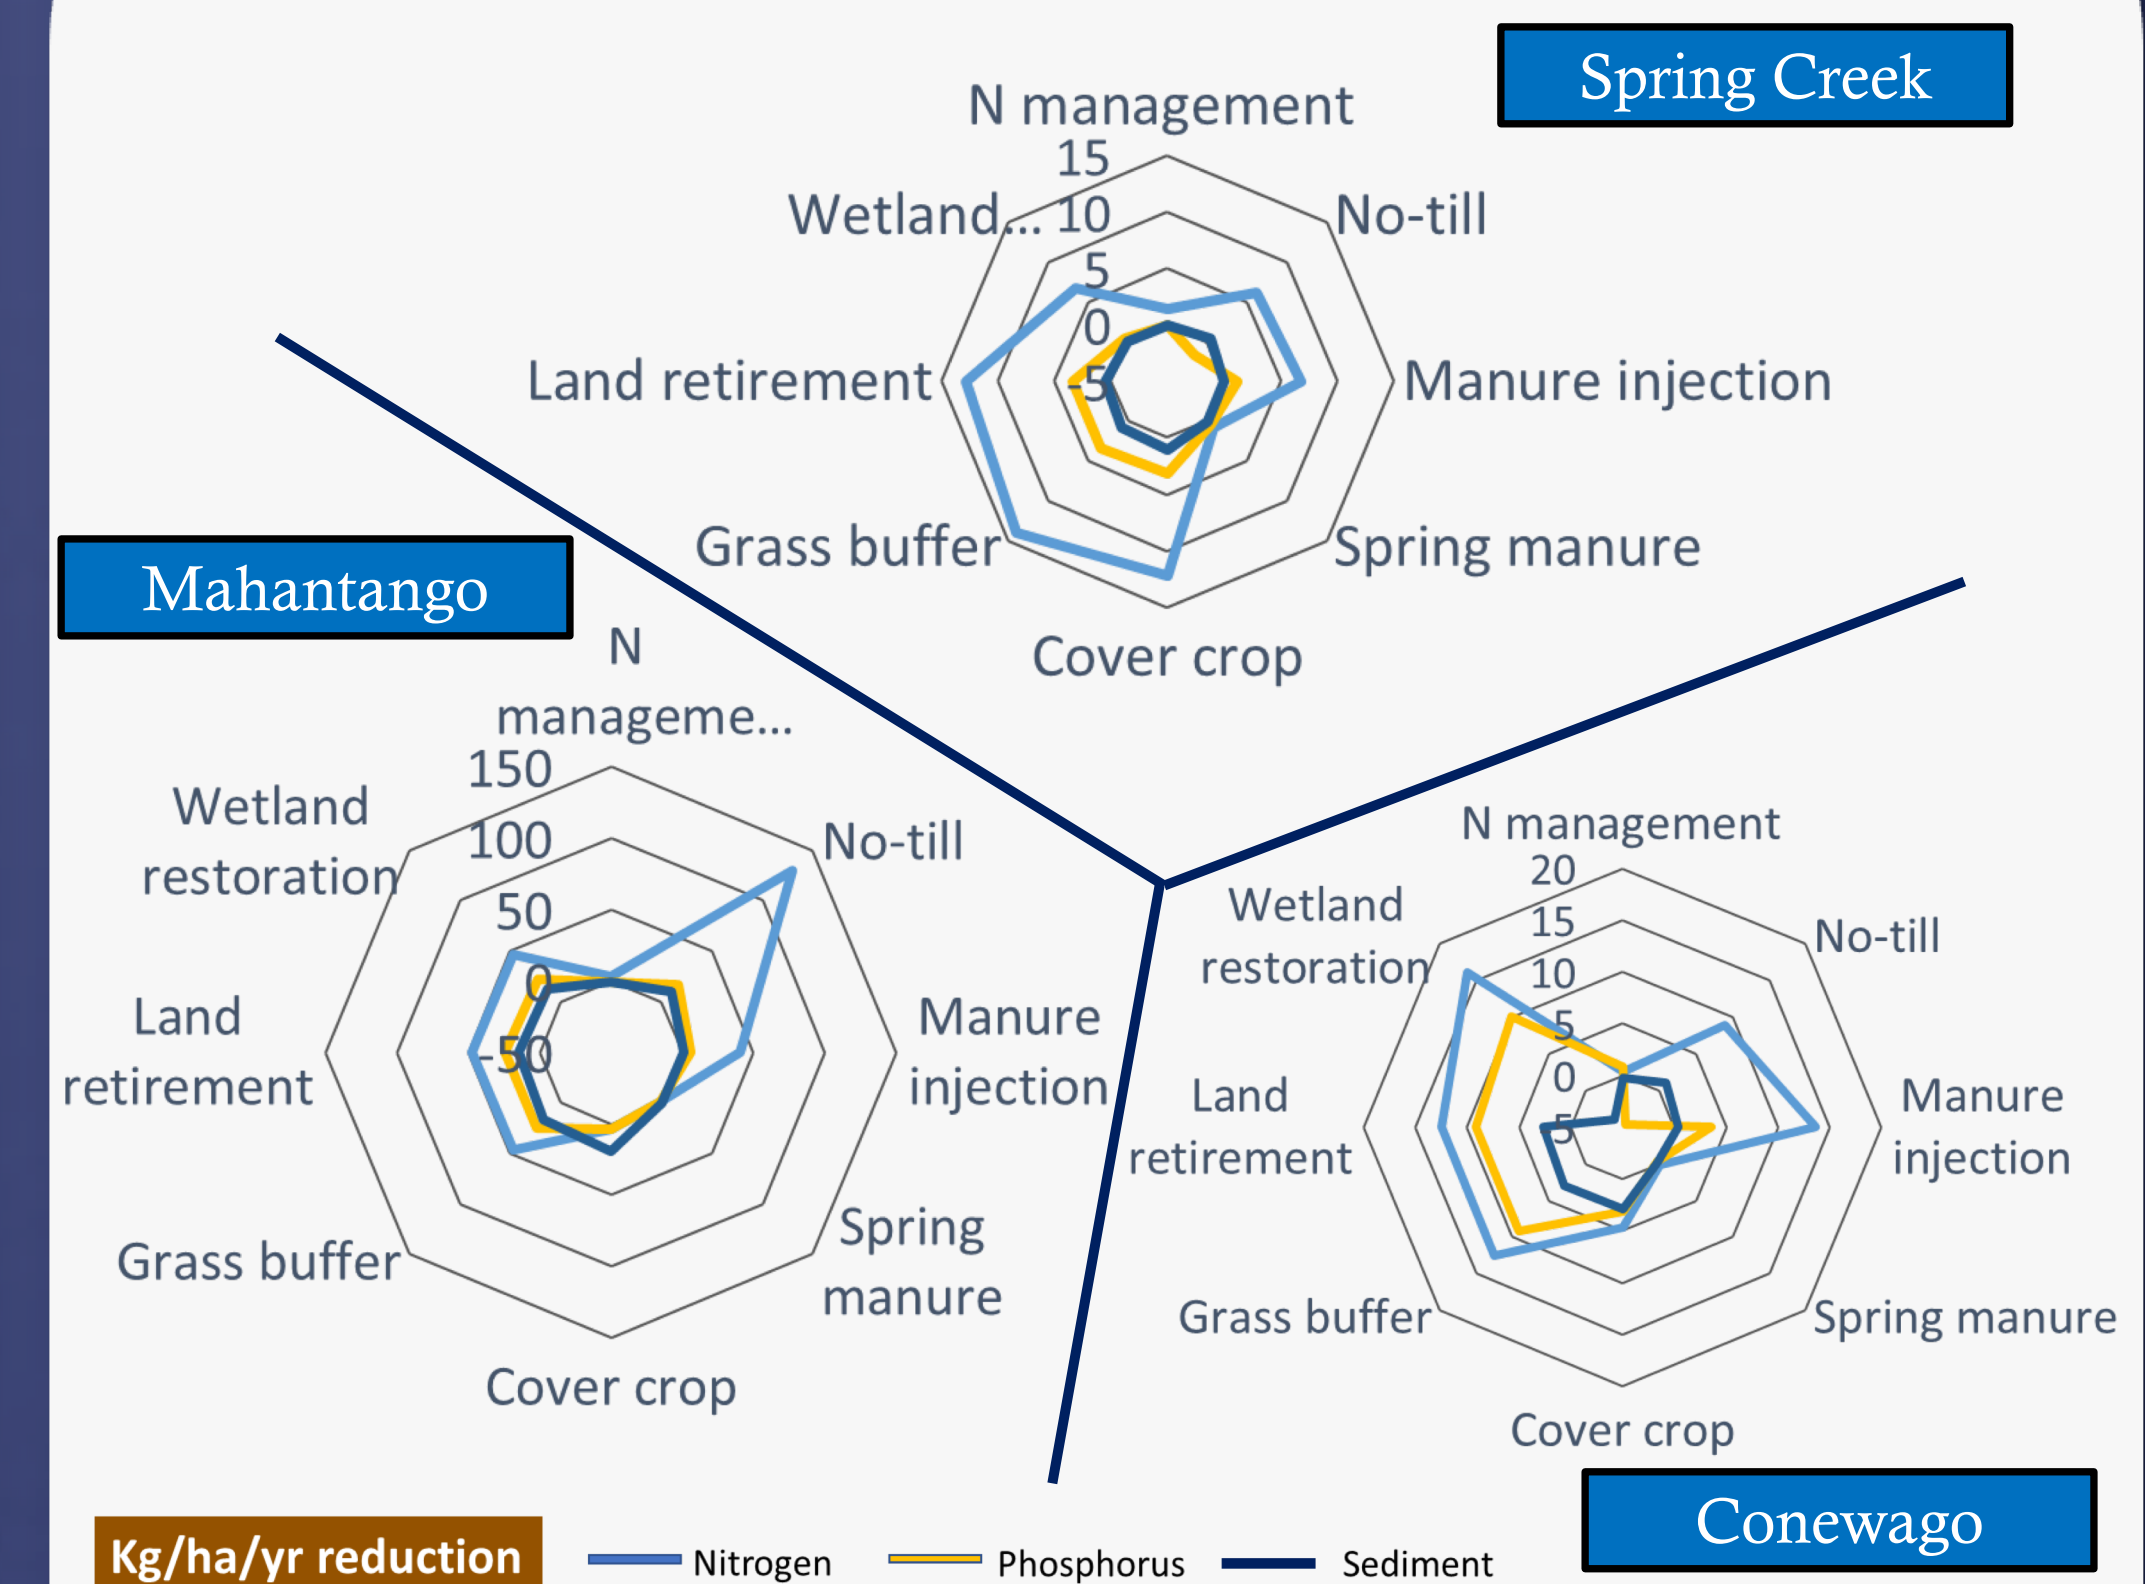 Spring Creek
N management
15
Wetland... 10
No-till
5
0
Land retirement
-5
Manure injection
Grass buffer
Spring manure
Cover crop
Mahantango
N
manageme...
150
Wetland
restoration
100
No-till
50
0
Land
retirement
-50
Manure
injection
Spring
manure
Grass buffer
Cover crop
N management
20
Wetland
restoration
15
No-till
10
5
0
Land
retirement
-5
Manure
injection
Grass buffer
Spring manure
Cover crop
Conewago
Kg/ha/yr reduction
Nitrogen
Phosphorus
Sediment